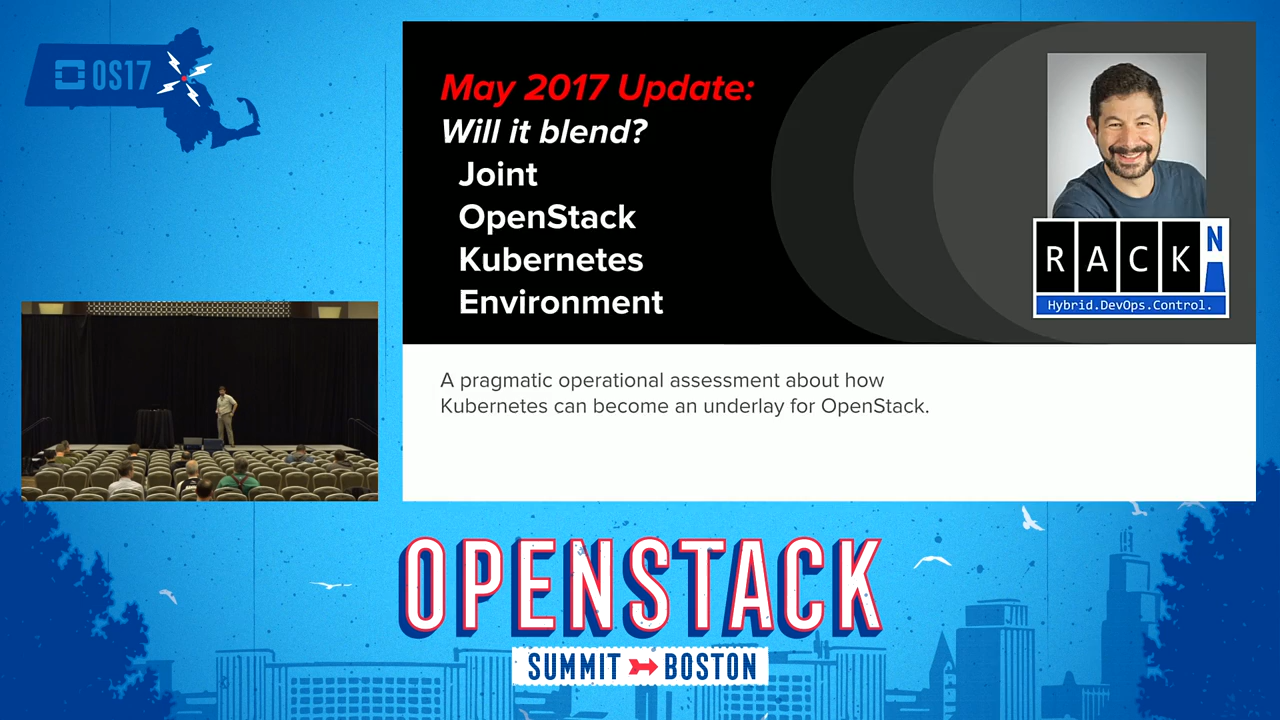 OS17
May 2017 Update:
Will it blend?
Joint
OpenStack
Kubernetes
Environment
RACKN
Hybrid.DevOps.Control.
A pragmatic operational assessment about how
Kubernetes can become an underlay for OpenStack.
OPENSTACK
SUMMIT BOSTON